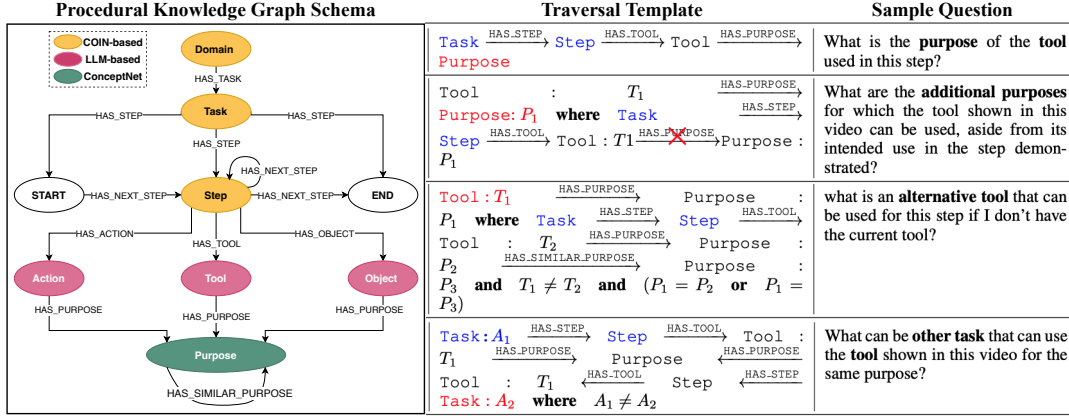 Procedural Knowledge Graph Schema
COIN-based
LLM-based
ConceptNet
Domain
HAS_TASK
Task
HAS_STEP
HAS_STEP
HAS_STEP
HAS_NEXT_STEP
START
HAS_NEXT_STEP
Step
HAS_NEXT_STEP
END
HAS_ACTION
HAS_TOOL
HAS_OBJECT
Action
Tool
Object
HAS_PURPOSE
HAS_PURPOSE
HAS_PURPOSE
Purpose
HAS_SIMILAR_PURPOSE
Traversal Template
Task HAS_STEP Step HAS_TOOL Tool HAS_PURPOSE
Purpose
Tool : T1 HAS_PURPOSE
Purpose: P1 where Task HAS_STEP
Step HAS_TOOL Tool : T1 HAS_PURPOSE Purpose :
P1
Tool : T1 HAS_PURPOSE Purpose :
P1 where Task HAS_STEP Step HAS_TOOL
Tool : T2 HAS_PURPOSE Purpose :
P2 HAS_SIMILAR_PURPOSE Purpose :
P3 and T1 ≠ T2 and (P1 = P2 or P1 =
P3)
Task: A1 HAS_STEP Step HAS_TOOL Tool :
T1 HAS_PURPOSE Purpose HAS_PURPOSE
Tool : T1 HAS_TOOL Step HAS_STEP
Task : A2 where A1 ≠ A2
Sample Question
What is the purpose of the tool
used in this step?
What are the additional purposes
for which the tool shown in this
video can be used, aside from its
intended use in the step demon-
strated?
what is an alternative tool that can
be used for this step if I don't have
the current tool?
What can be other task that can use
the tool shown in this video for the
same purpose?